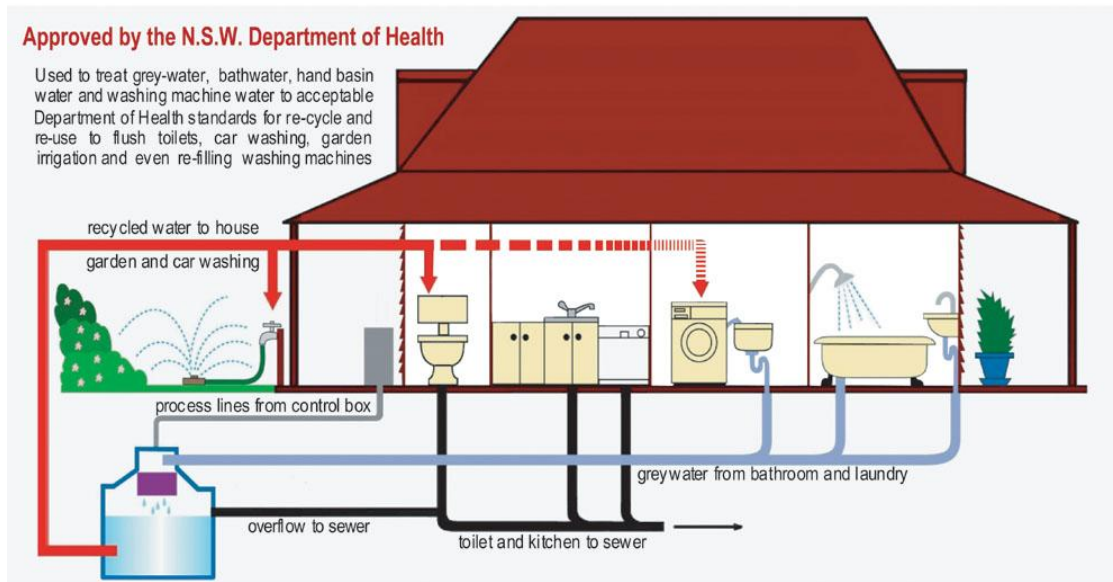 Approved by the N.S.W. Department of Health
Used to treat grey-water, bathwater, hand basin
water and washing machine water to acceptable
Department of Health standards for re-cycle and
re-use to flush toilets, car washing, garden
irrigation and even re-filling washing machines
recycled water to house
garden and car washing
process lines from control box
greywater from bathroom and laundry
overflow to sewer
toilet and kitchen to sewer